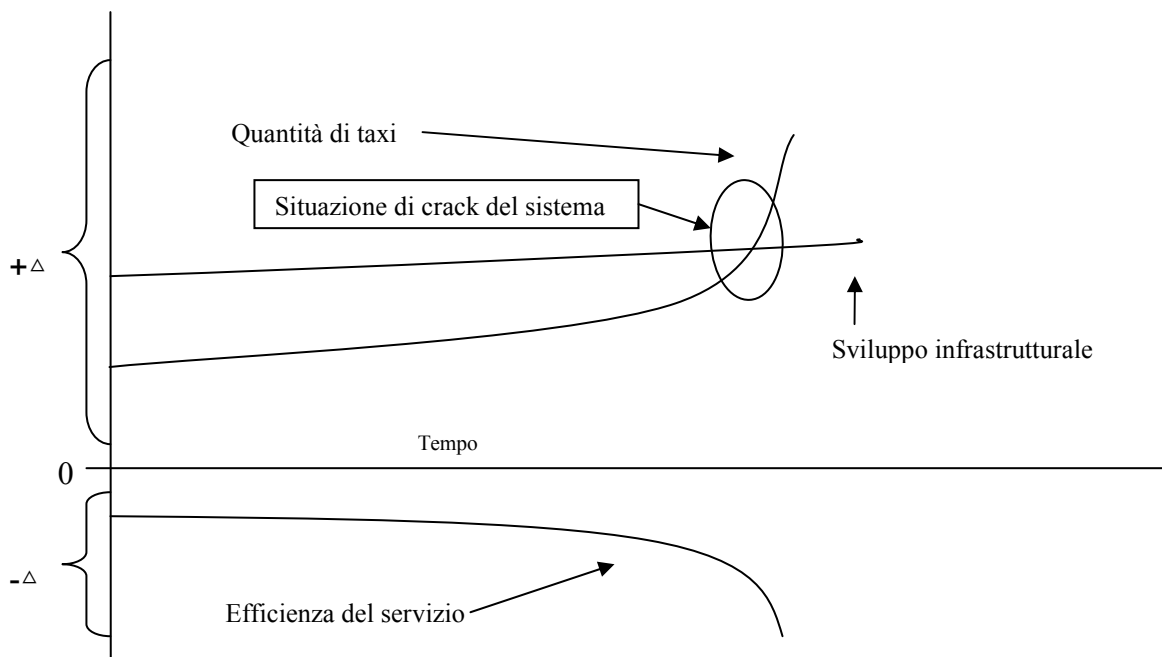 Quantità di taxi
Situazione di crack del sistema
+△
Sviluppo infrastrutturale
Tempo
0
-△
Efficienza del servizio